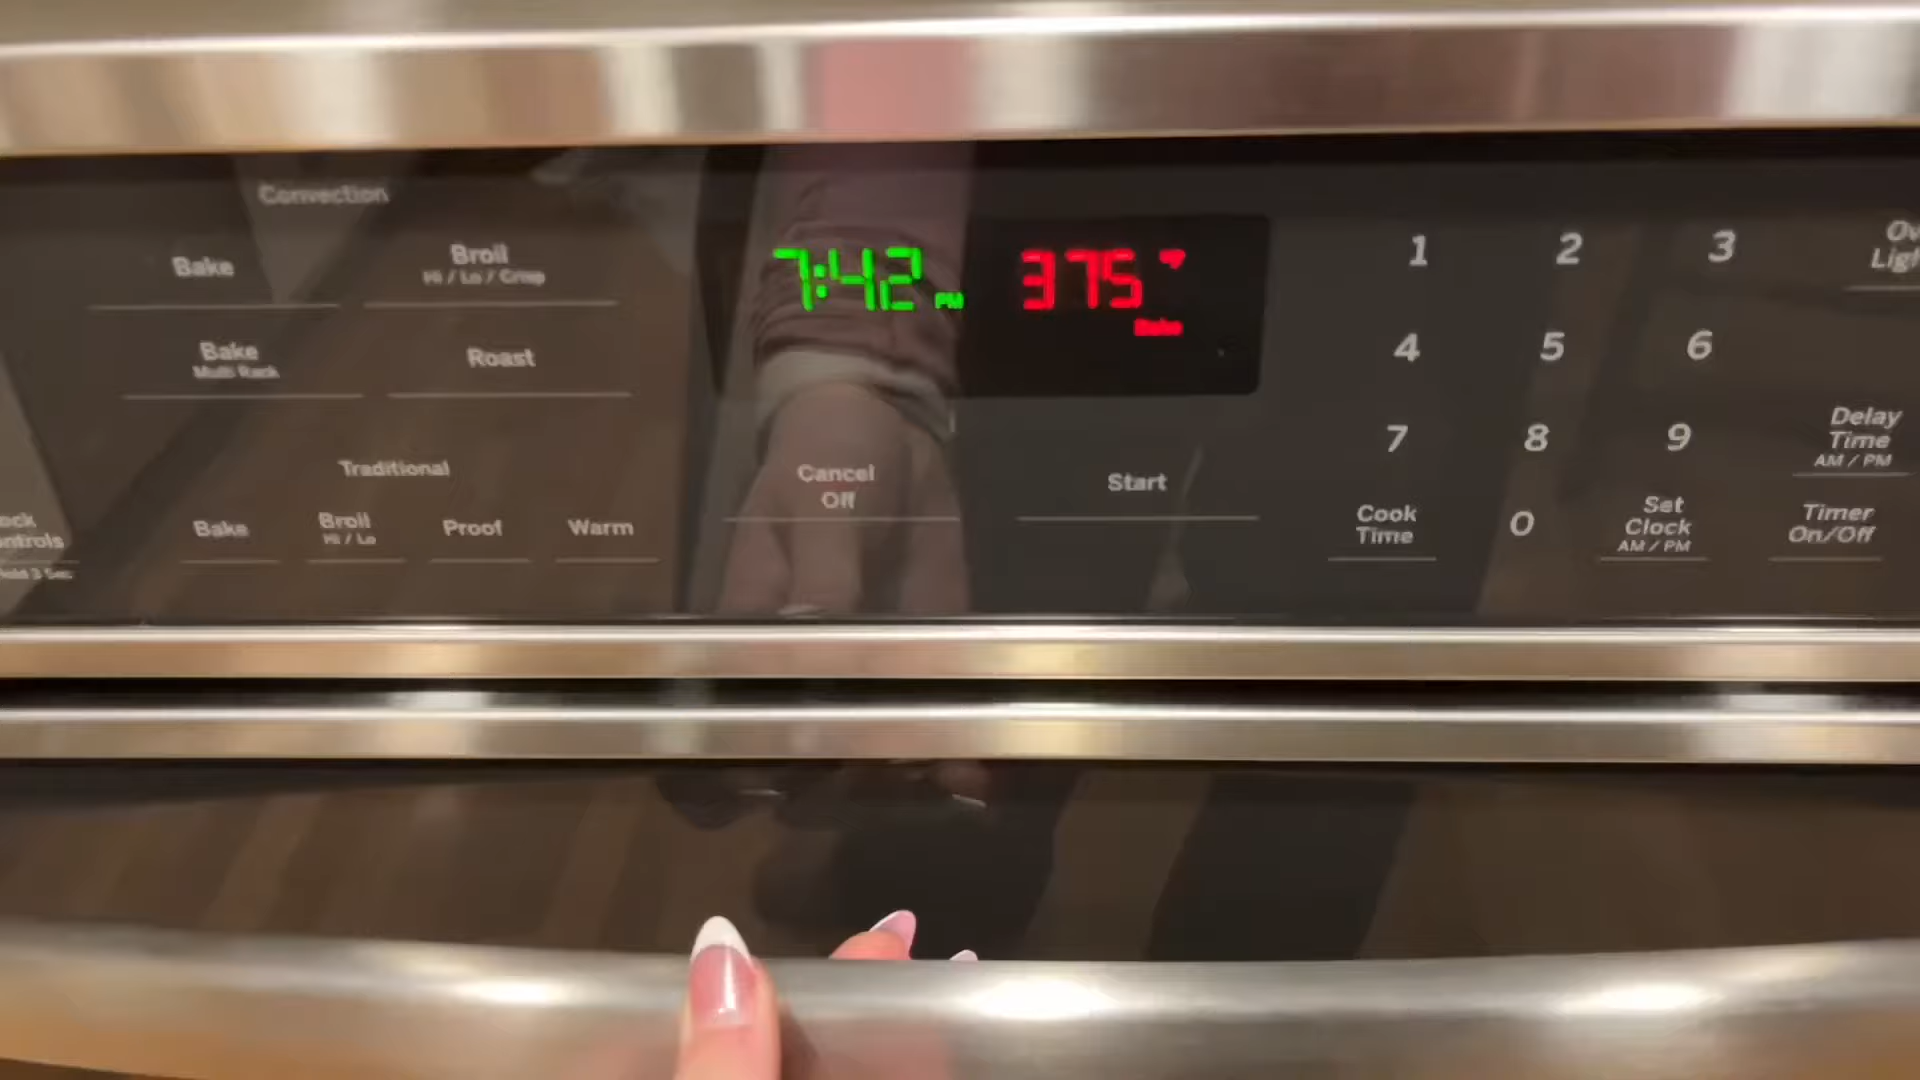 Convection
Bake
Broil
Hi / Lo / Crisp
Bake
Multi Rack
Roast
Traditional
Bake
Broil
Hi / Lo
Proof
Warm
7:42 PM
375
Bake
Cancel
Off
Start
1 2 3
4 5 6
7 8 9
Cook
Time
0
Set
Clock
AM / PM
Delay
Time
AM / PM
Timer
On/Off